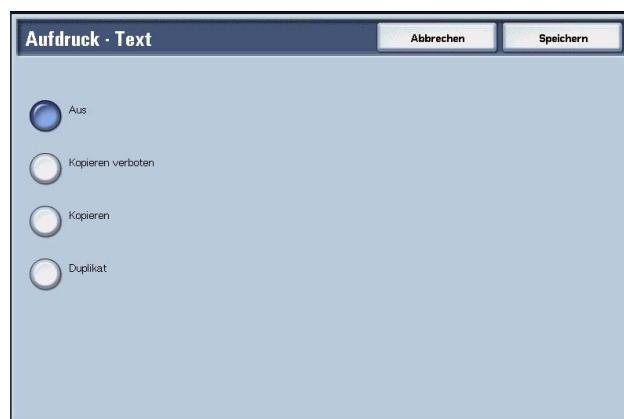 Aufdruck - Text
Abbrechen
Speichern
Aus
Kopieren verboten
Kopieren
Duplikat